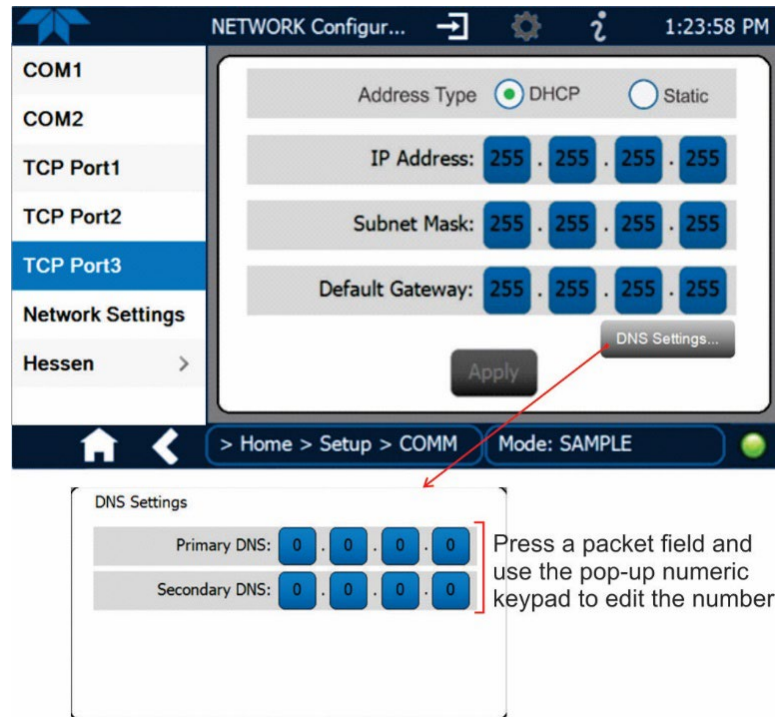 NETWORK Configur... 1:23:58 PM
COM1
COM2
TCP Port1
TCP Port2
TCP Port3
Network Settings
Hessen >
Address Type DHCP Static
IP Address: 255 . 255 . 255 . 255
Subnet Mask: 255 . 255 . 255 . 255
Default Gateway: 255 . 255 . 255 . 255
DNS Settings...
Apply
> Home > Setup > COMM Mode: SAMPLE
DNS Settings
Primary DNS: 0 . 0 . 0 . 0
Secondary DNS: 0 . 0 . 0 . 0
Press a packet field and
use the pop-up numeric
keypad to edit the number